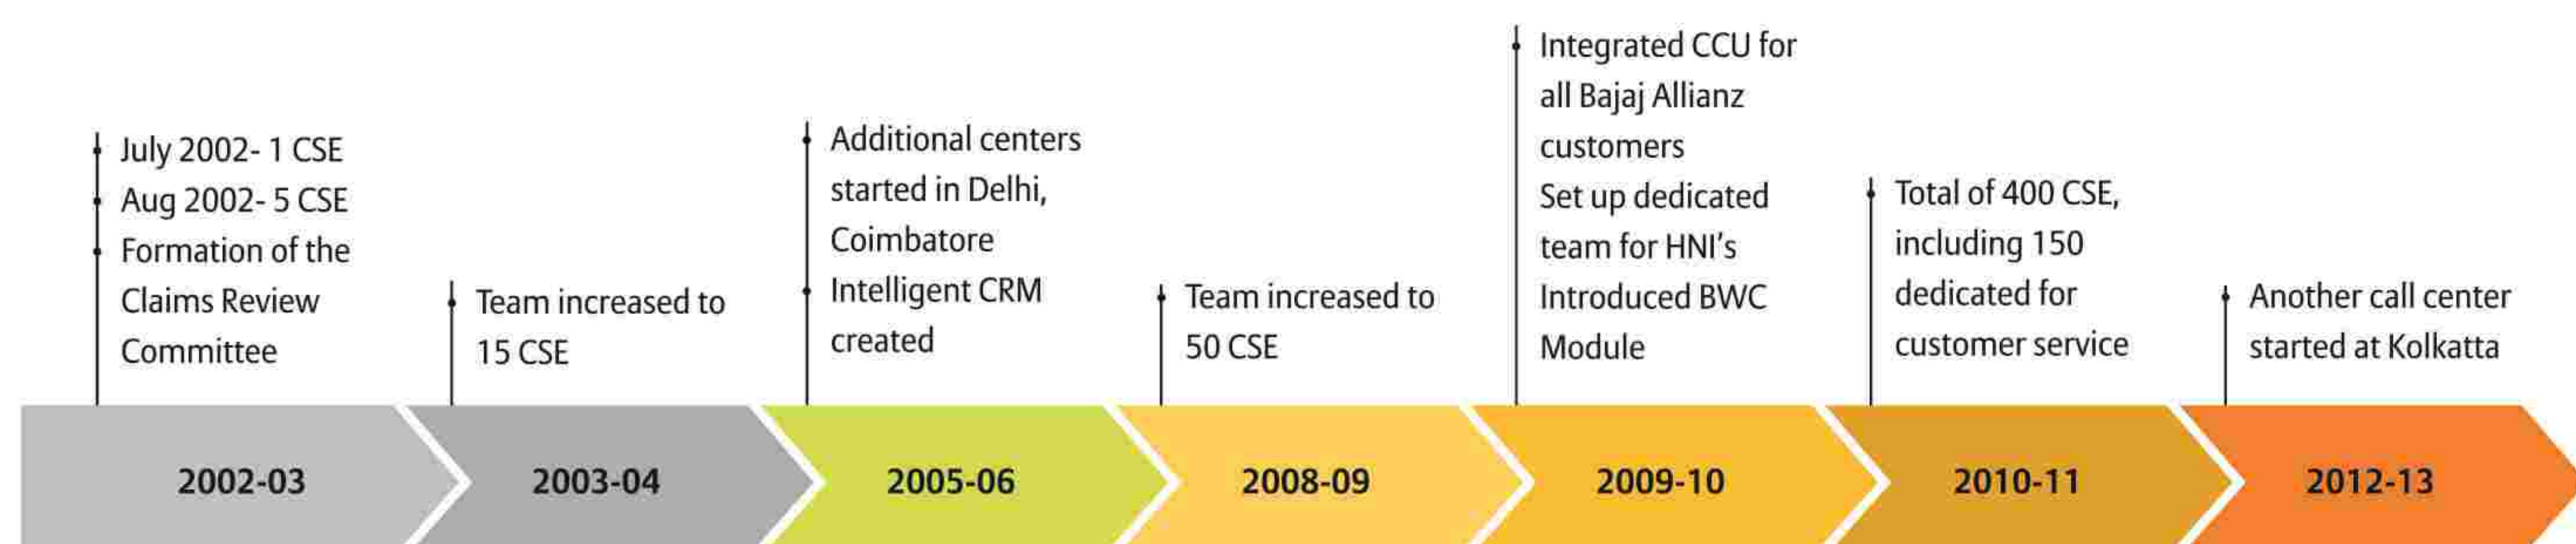 July 2002- 1 CSE
Aug 2002- 5 CSE
Formation of the
Claims Review
Committee
2002-03
Team increased to
15 CSE
2003-04
Additional centers
started in Delhi,
Coimbatore
Intelligent CRM
created
2005-06
Team increased to
50 CSE
2008-09
Integrated CCU for
all Bajaj Allianz
customers
Set up dedicated
team for HNI's
Introduced BWC
Module
2009-10
Total of 400 CSE,
including 150
dedicated for
customer service
2010-11
Another call center
started at Kolkatta
2012-13